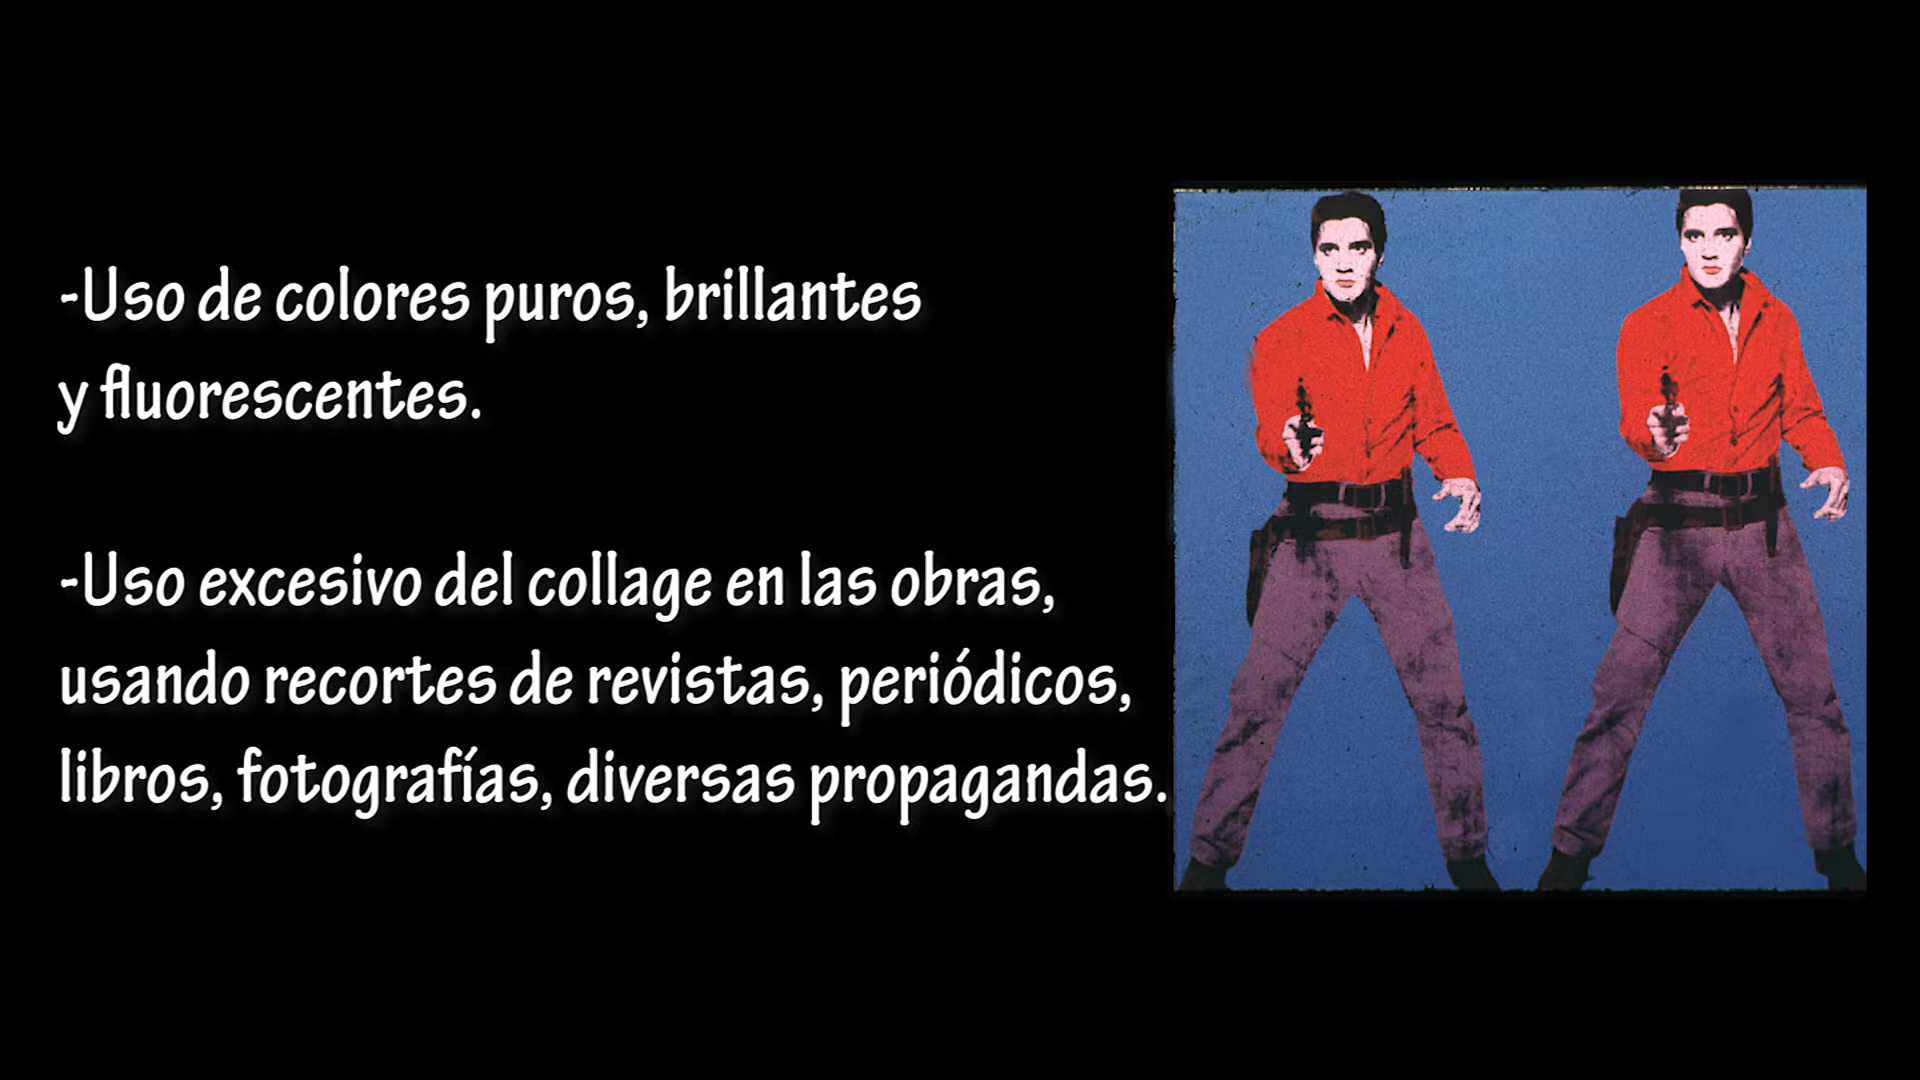 -Uso de colores puros, brillantes
y fluorescentes.
-Uso excesivo del collage en las obras,
usando recortes de revistas, periódicos,
libros, fotografías, diversas propagandas.